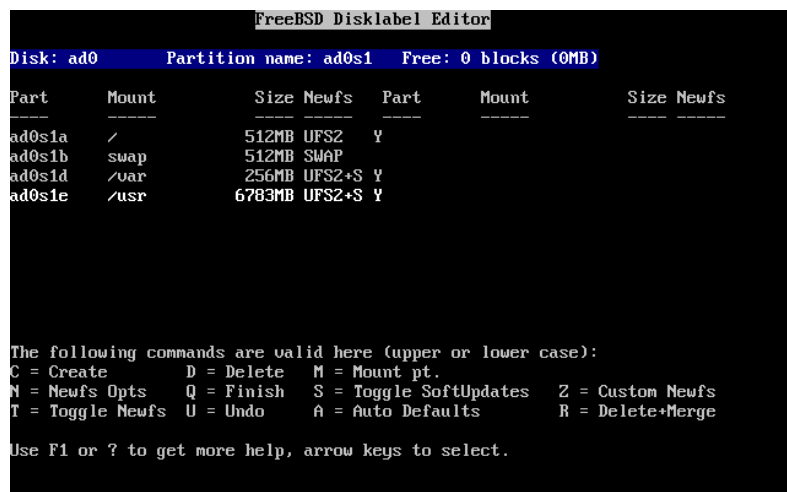 FreeBSD Disklabel Editor
Disk: ad0       Partition name: ad0s1   Free: 0 blocks (0MB)
Part      Mount          Size Newfs   Part      Mount          Size Newfs
----      -----          ---- -----   ----      -----          ---- -----
ad0s1a    /             512MB UFS2   Y
ad0s1b    swap          512MB SWAP
ad0s1d    /var          256MB UFS2+S Y
ad0s1e    /usr         6783MB UFS2+S Y
The following commands are valid here (upper or lower case):
C = Create        D = Delete   M = Mount pt.
N = Newfs Opts    Q = Finish   S = Toggle SoftUpdates   Z = Custom Newfs
T = Toggle Newfs  U = Undo     A = Auto Defaults        R = Delete+Merge
Use F1 or ? to get more help, arrow keys to select.